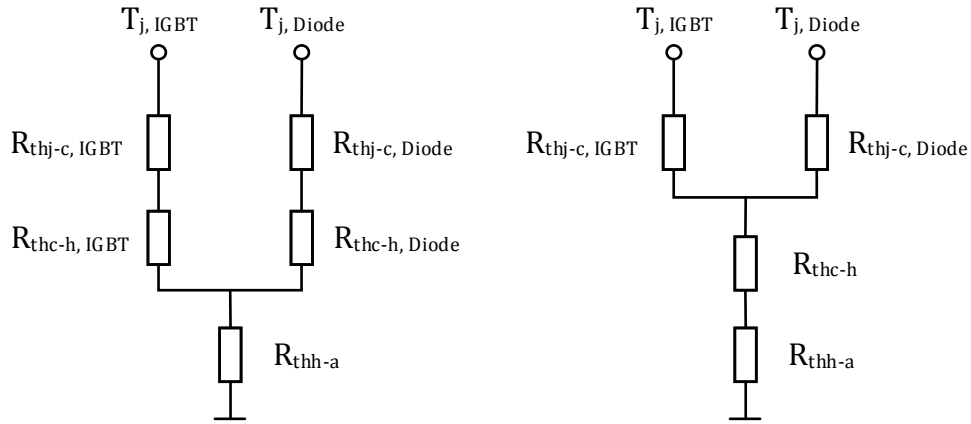 Tj, IGBT Tj, Diode Tj, IGBT Tj, Diode
Rthj-c, IGBT Rthj-c, Diode Rthj-c, IGBT Rthj-c, Diode
Rthc-h, IGBT Rthc-h, Diode Rthc-h
Rthh-a Rthh-a